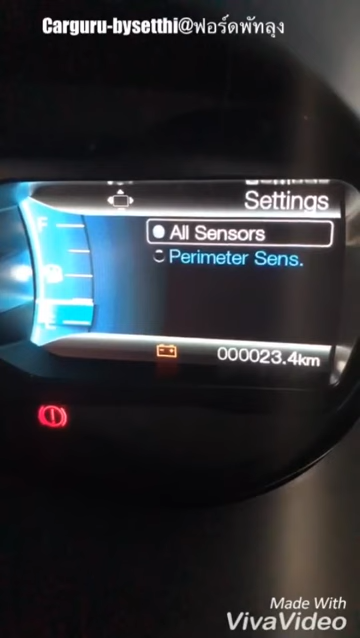 Carguru-bysetthi@ฟอร์ดพัทลุง
Settings
F
All Sensors
Perimeter Sens.
E
000023.4km
Made With
VivaVideo